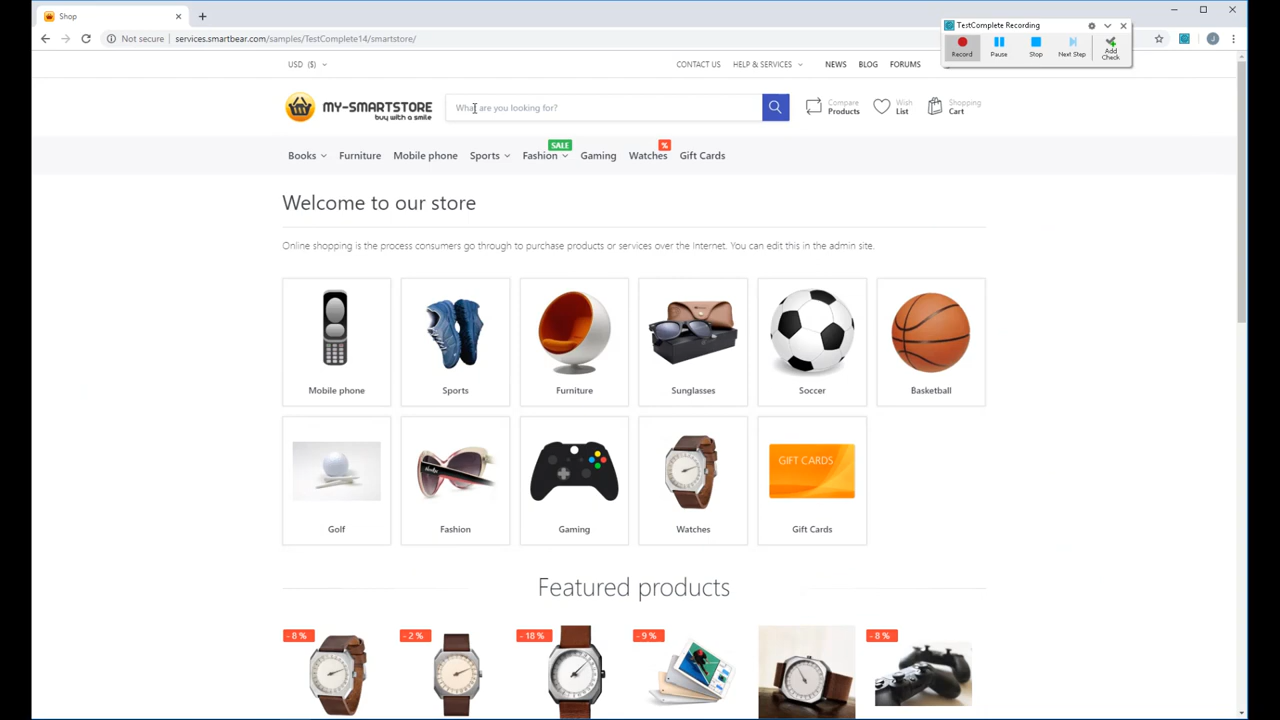 Shop
TestComplete Recording
Not secure services.smartbear.com/samples/TestComplete14/smartstore/
J
Record Pause Stop Next Step Add Check
USD ($) CONTACT US HELP & SERVICES NEWS BLOG FORUMS
MY-SMARTSTORE
buy with a smile
What are you looking for?
Compare Products
Wish List
Shopping Cart
SALE %
Books Furniture Mobile phone Sports Fashion Gaming Watches Gift Cards
Welcome to our store
Online shopping is the process consumers go through to purchase products or services over the Internet. You can edit this in the admin site.
GIFT CARDS
Mobile phone Sports Furniture Sunglasses Soccer Basketball
Golf Fashion Gaming Watches Gift Cards
Featured products
- 8 % - 2 % - 18 % - 9 % - 8 %